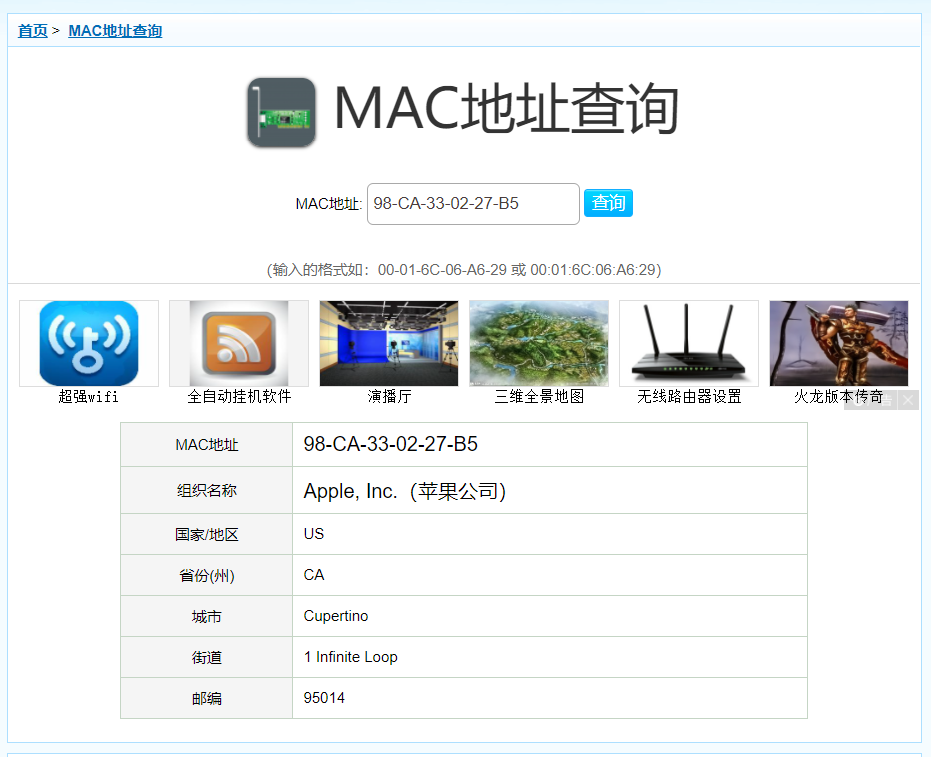 首页 > MAC地址查询
MAC地址查询
MAC地址: 98-CA-33-02-27-B5 查询
(输入的格式如：00-01-6C-06-A6-29 或 00:01:6C:06:A6:29)
超强wifi 全自动挂机软件 演播厅 三维全景地图 无线路由器设置 火龙版本传奇
MAC地址 98-CA-33-02-27-B5
组织名称 Apple, Inc.（苹果公司）
国家/地区 US
省份(州) CA
城市 Cupertino
街道 1 Infinite Loop
邮编 95014